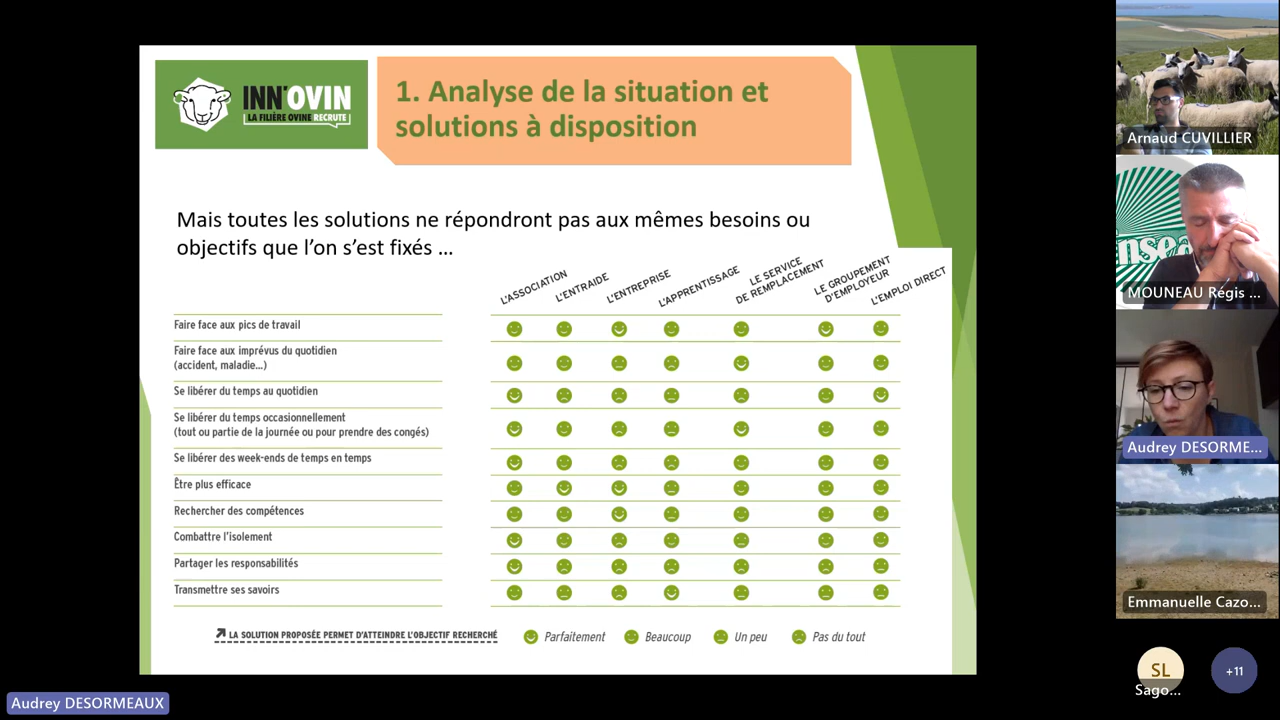 INN'OVIN
LA FILIÈRE OVINE RECRUTE
1. Analyse de la situation et
solutions à disposition
Mais toutes les solutions ne répondront pas aux mêmes besoins ou
objectifs que l'on s'est fixés ...
L'ASSOCIATION
L'ENTRAIDE
L'ENTREPRISE
L'APPRENTISSAGE
LE SERVICE
DE REMPLACEMENT
LE GROUPEMENT
D'EMPLOYEUR
L'EMPLOI DIRECT
Faire face aux pics de travail
Faire face aux imprévus du quotidien
(accident, maladie...)
Se libérer du temps au quotidien
Se libérer du temps occasionnellement
(tout ou partie de la journée ou pour prendre des congés)
Se libérer des week-ends de temps en temps
Être plus efficace
Rechercher des compétences
Combattre l'isolement
Partager les responsabilités
Transmettre ses savoirs
LA SOLUTION PROPOSÉE PERMET D'ATTEINDRE L'OBJECTIF RECHERCHÉ
Parfaitement
Beaucoup
Un peu
Pas du tout
Arnaud CUVILLIER
MOUNEAU Régis ...
Audrey DESORME...
Emmanuelle Cazo...
SL
Sago...
+11
Audrey DESORMEAUX